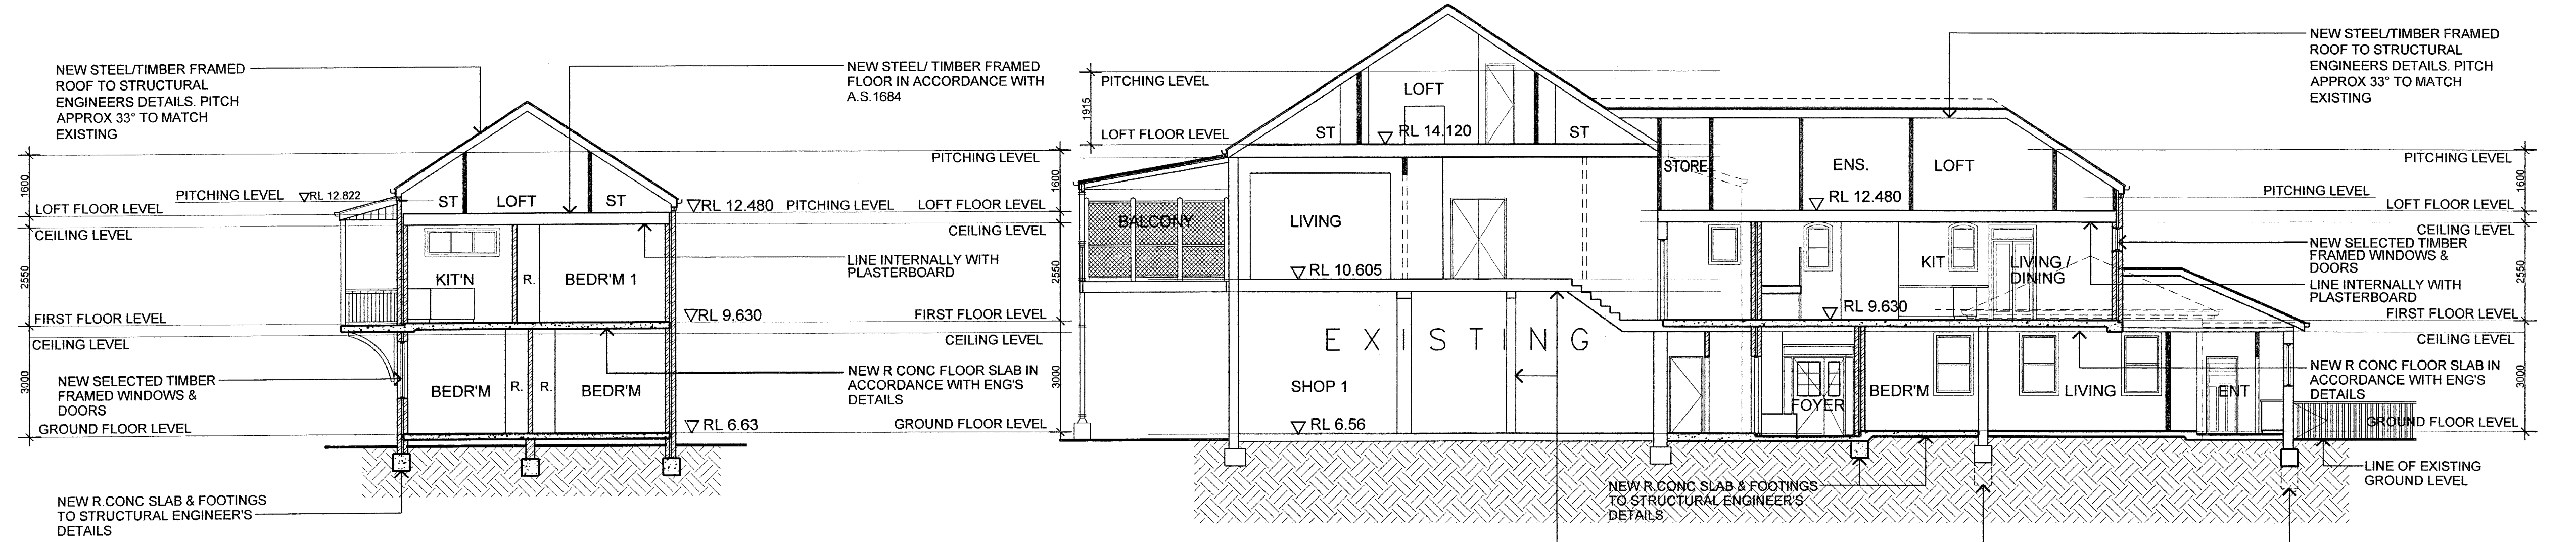 NEW STEEL/TIMBER FRAMED
ROOF TO STRUCTURAL
ENGINEERS DETAILS. PITCH
APPROX 33° TO MATCH
EXISTING
NEW STEEL/ TIMBER FRAMED
FLOOR IN ACCORDANCE WITH
A.S.1684
PITCHING LEVEL
1600
PITCHING LEVEL
RL 12.822
ST
LOFT
ST
RL 12.480
PITCHING LEVEL
LOFT FLOOR LEVEL
LOFT FLOOR LEVEL
CEILING LEVEL
CEILING LEVEL
2550
KIT'N
R.
BEDR'M 1
LINE INTERNALLY WITH
PLASTERBOARD
FIRST FLOOR LEVEL
RL 9.630
FIRST FLOOR LEVEL
CEILING LEVEL
CEILING LEVEL
3000
NEW SELECTED TIMBER
FRAMED WINDOWS &
DOORS
BEDR'M
R.
R.
BEDR'M
NEW R CONC FLOOR SLAB IN
ACCORDANCE WITH ENG'S
DETAILS
GROUND FLOOR LEVEL
RL 6.63
GROUND FLOOR LEVEL
NEW R.CONC SLAB & FOOTINGS
TO STRUCTURAL ENGINEER'S
DETAILS
PITCHING LEVEL
1915
LOFT FLOOR LEVEL
1600
2550
3000
LOFT
ST
RL 14.120
ST
BALCONY
LIVING
RL 10.605
EXISTING
SHOP 1
RL 6.56
STORE
ENS.
LOFT
RL 12.480
KIT
LIVING /
DINING
RL 9.630
FOYER
BEDR'M
LIVING
ENT
NEW R.CONC SLAB & FOOTINGS
TO STRUCTURAL ENGINEER'S
DETAILS
NEW STEEL/TIMBER FRAMED
ROOF TO STRUCTURAL
ENGINEERS DETAILS. PITCH
APPROX 33° TO MATCH
EXISTING
PITCHING LEVEL
1600
PITCHING LEVEL
LOFT FLOOR LEVEL
CEILING LEVEL
NEW SELECTED TIMBER
FRAMED WINDOWS &
DOORS
2550
LINE INTERNALLY WITH
PLASTERBOARD
FIRST FLOOR LEVEL
CEILING LEVEL
NEW R CONC FLOOR SLAB IN
ACCORDANCE WITH ENG'S
DETAILS
3000
GROUND FLOOR LEVEL
LINE OF EXISTING
GROUND LEVEL